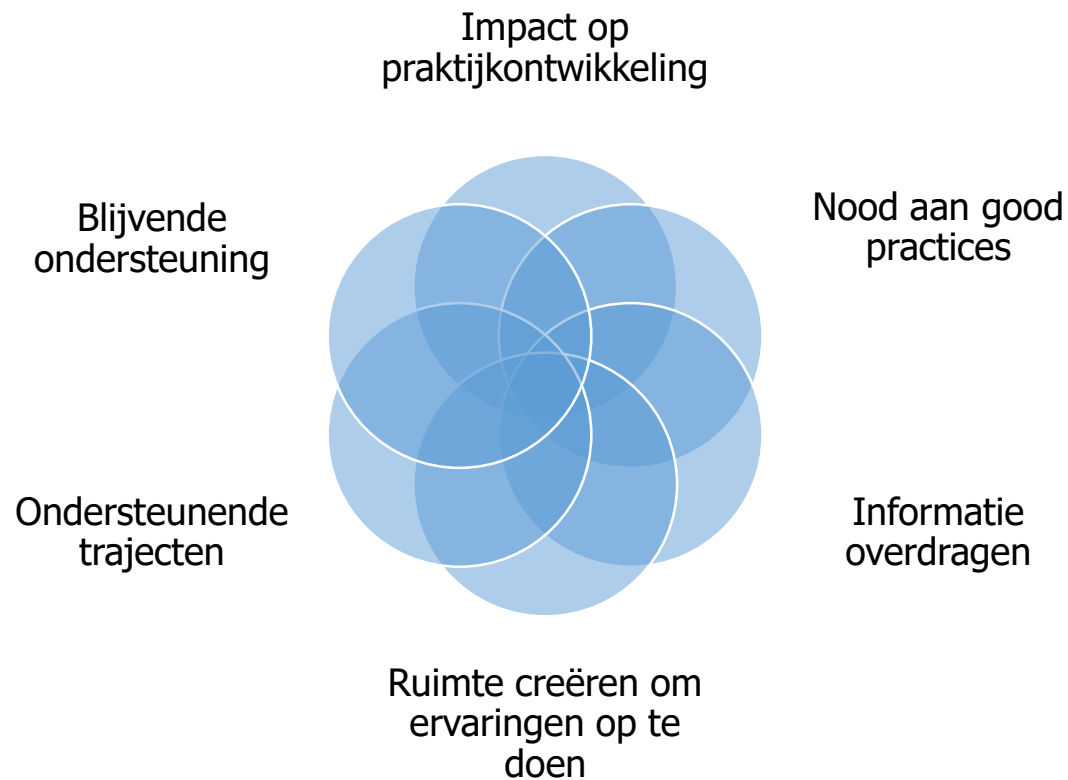 Impact op
praktijkontwikkeling
Nood aan good
practices
Informatie
overdragen
Ruimte creëren om
ervaringen op te
doen
Ondersteunende
trajecten
Blijvende
ondersteuning